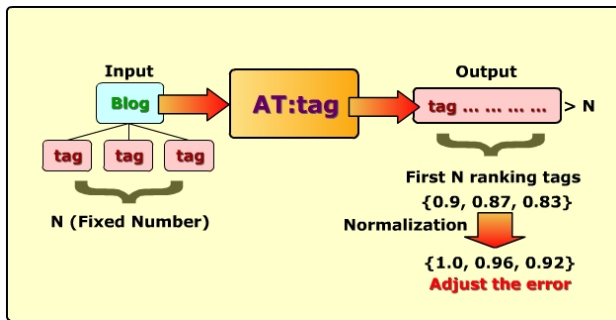 Input
Blog
tag tag tag
N (Fixed Number)
AT:tag
Output
tag ... ... ... ... > N
First N ranking tags
{0.9, 0.87, 0.83}
Normalization
{1.0, 0.96, 0.92}
Adjust the error